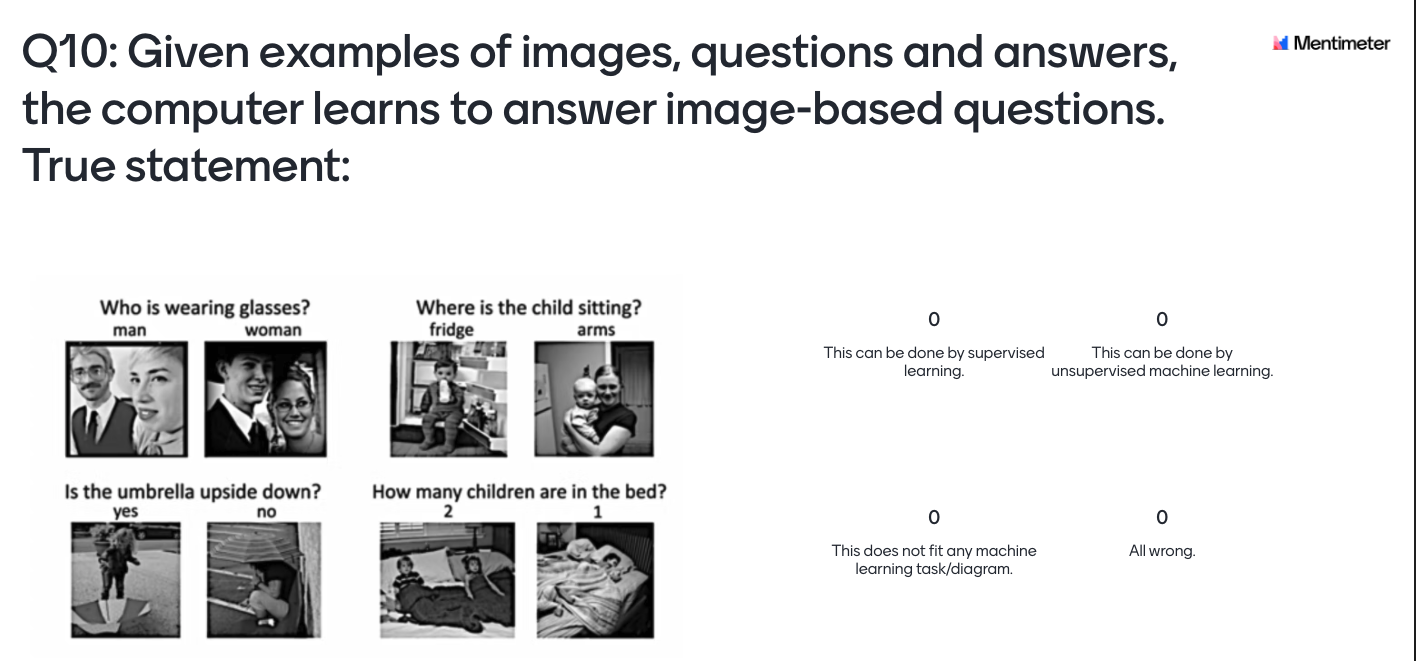 Q10: Given examples of images, questions and answers,
the computer learns to answer image-based questions.
True statement:
Mentimeter
Who is wearing glasses?
man woman
Where is the child sitting?
fridge arms
Is the umbrella upside down?
yes no
How many children are in the bed?
2 1
0
This can be done by supervised
learning.
0
This can be done by
unsupervised machine learning.
0
This does not fit any machine
learning task/diagram.
0
All wrong.